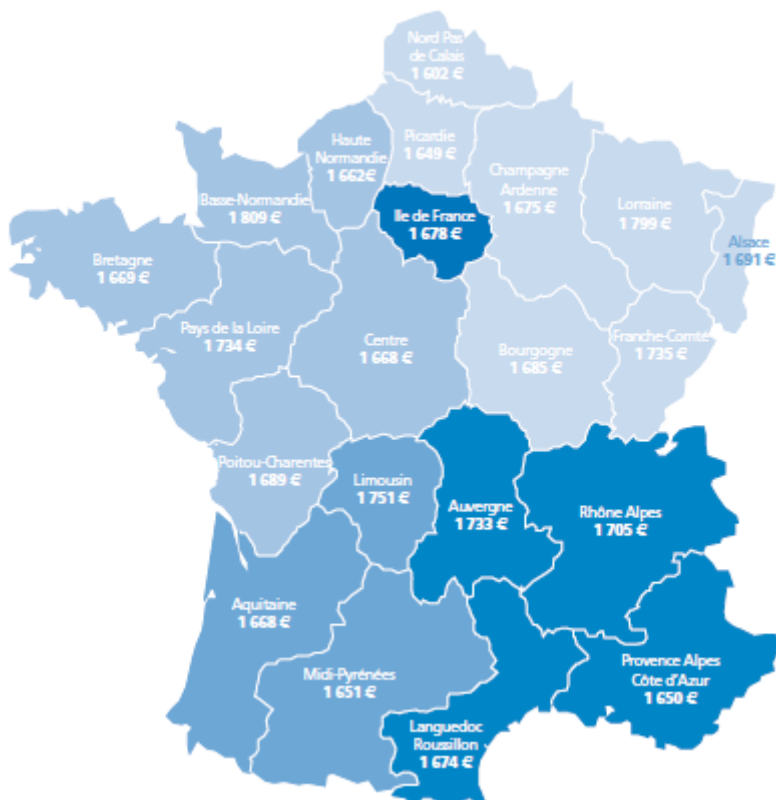 Nord Pas
de Calais
1 602 €
Haute
Normandie
1 662€
Picardie
1 649 €
Champagne
Ardenne
1 675 €
Basse-Normandie
1 809 €
Ile de France
1 678 €
Lorraine
1 799 €
Alsace
1 691 €
Bretagne
1 669 €
Pays de la Loire
1 734 €
Centre
1 668 €
Bourgogne
1 685 €
Franche-Comté
1 735 €
Poitou-Charentes
1 689 €
Limousin
1 751 €
Auvergne
1 733 €
Rhône Alpes
1 705 €
Aquitaine
1 668 €
Midi-Pyrénées
1 651 €
Provence Alpes
Côte d'Azur
1 650 €
Languedoc
Roussillon
1 674 €